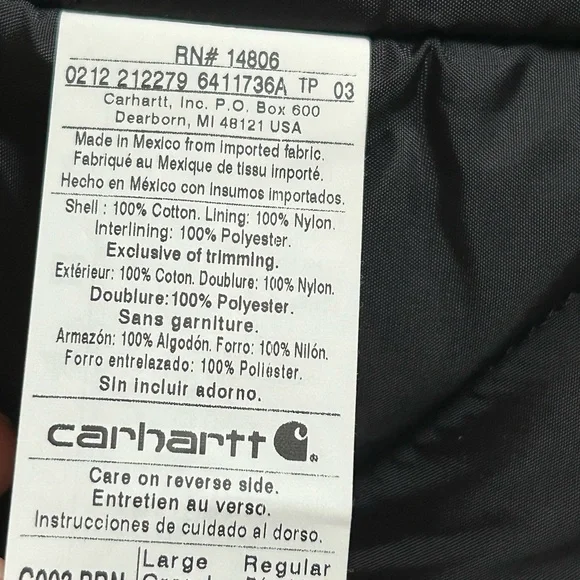 RN# 14806
0212 212279 6411736A TP 03
Carhartt, Inc. P.O. Box 600
Dearborn, MI 48121 USA
Made in Mexico from imported fabric.
Fabriqué au Mexique de tissu importé.
Hecho en México con insumos importados.
Shell : 100% Cotton. Lining: 100% Nylon.
Interlining: 100% Polyester.
Exclusive of trimming.
Extérieur: 100% Coton. Doublure: 100% Nylon.
Doublure:100% Polyester.
Sans garniture.
Armazón: 100% Algodón. Forro: 100% Nilón.
Forro entrelazado: 100% Poliéster.
Sin incluir adorno.
carhartt
Care on reverse side.
Entretien au verso.
Instrucciones de cuidado al dorso.
Large Regular